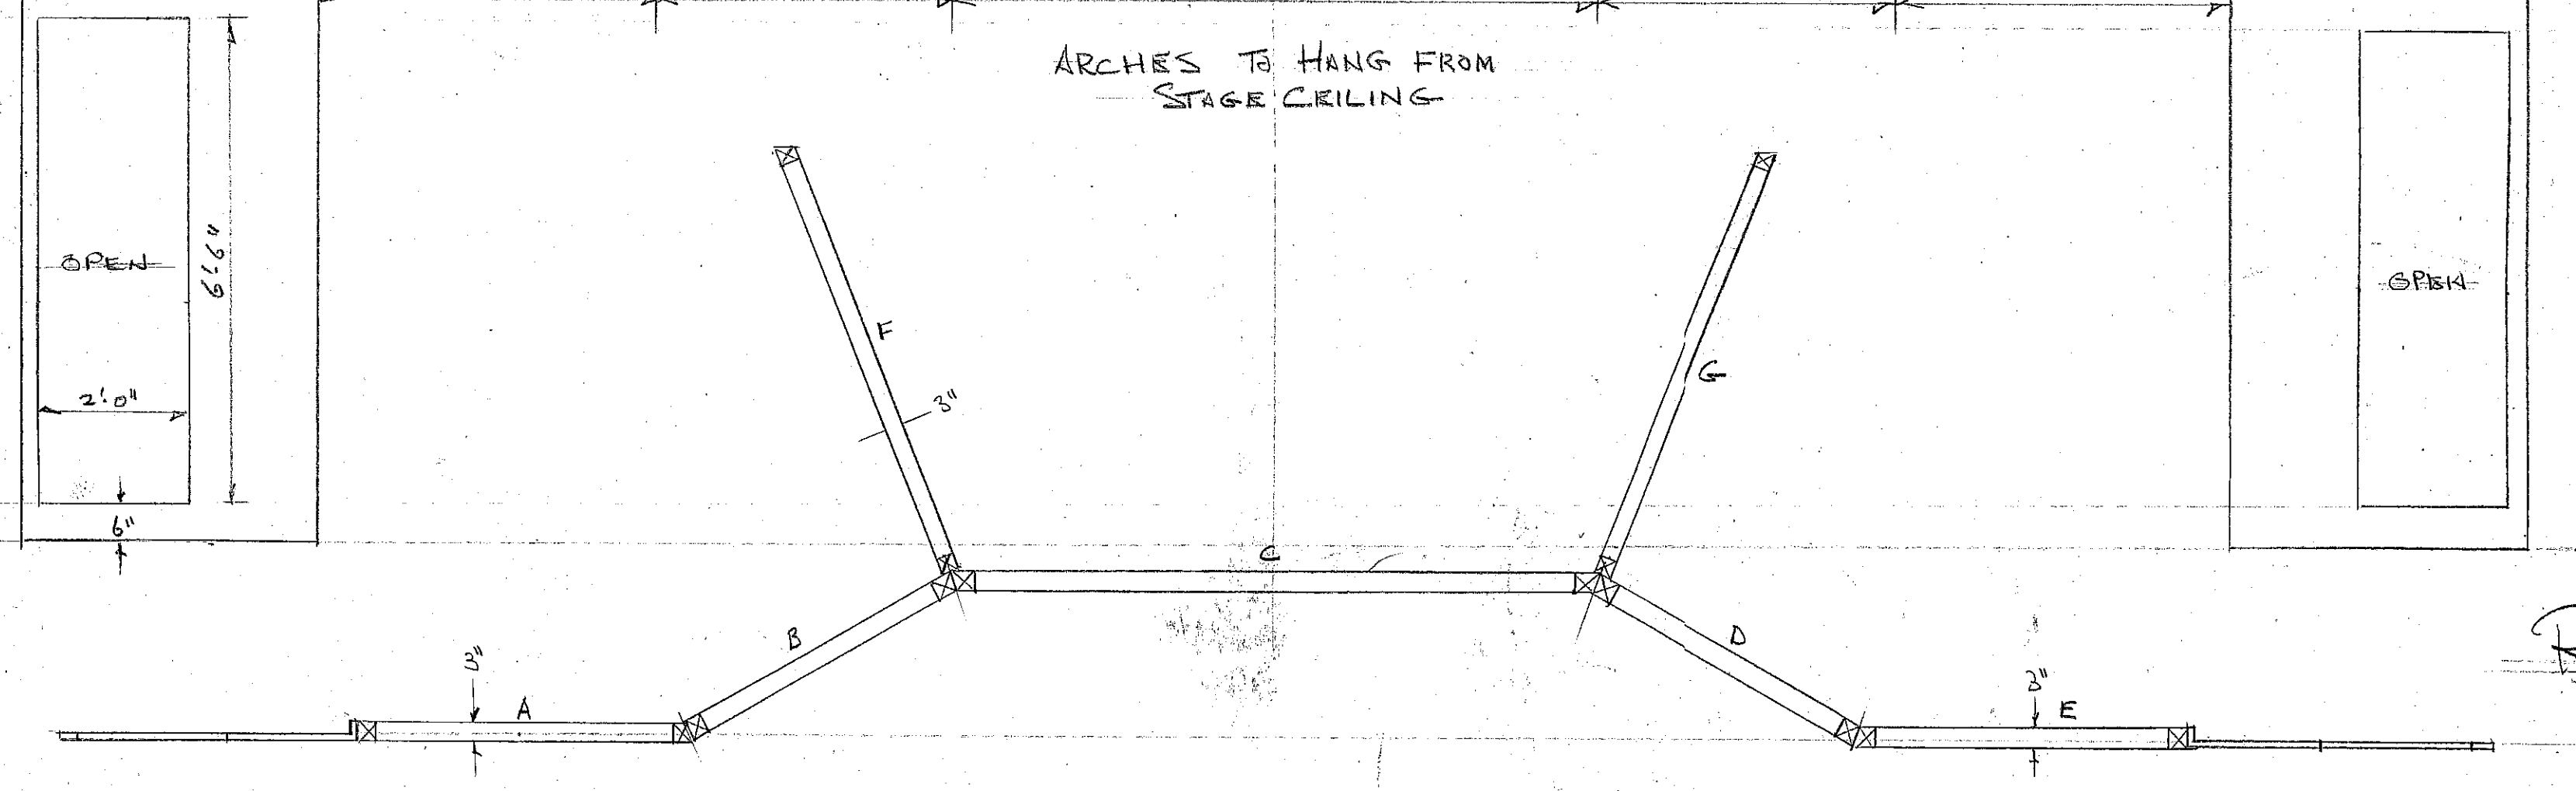 ARCHES TO HANG FROM
STAGE CEILING
OPEN
6'6"
OPEN
F
G
2'0"
3"
6"
C
B
D
3"
A
3"
E